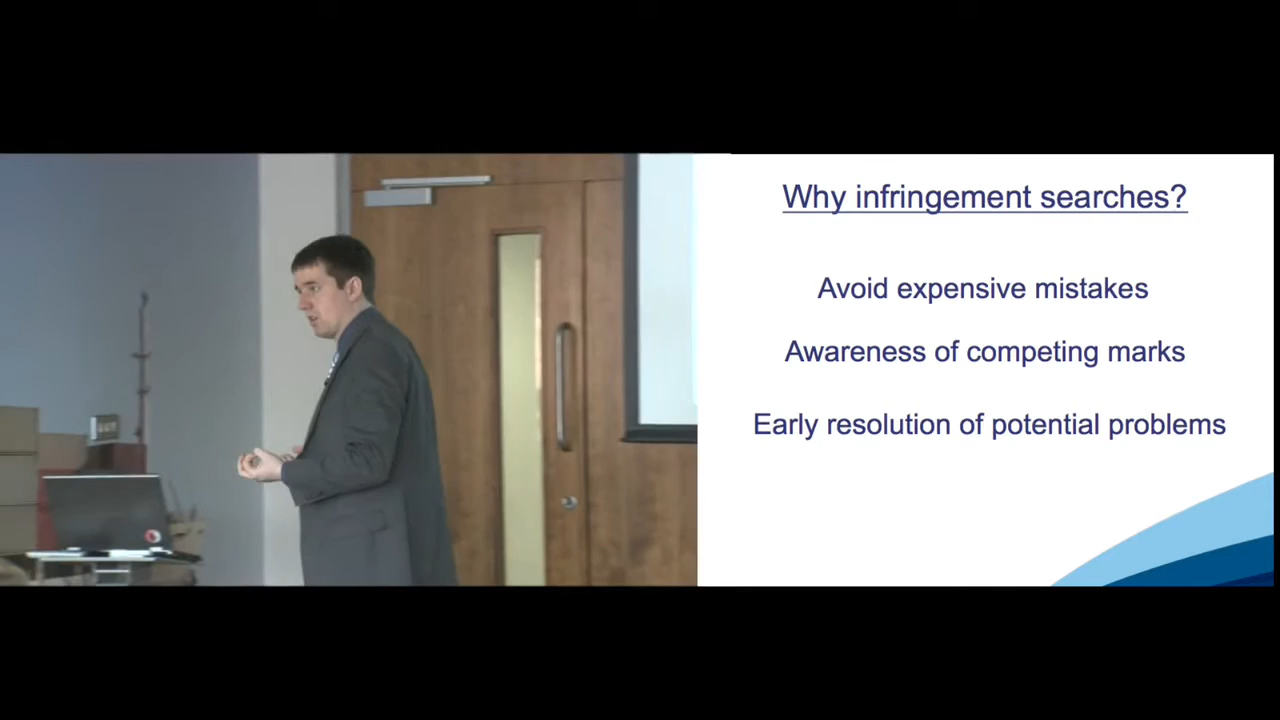 Why infringement searches?
Avoid expensive mistakes
Awareness of competing marks
Early resolution of potential problems